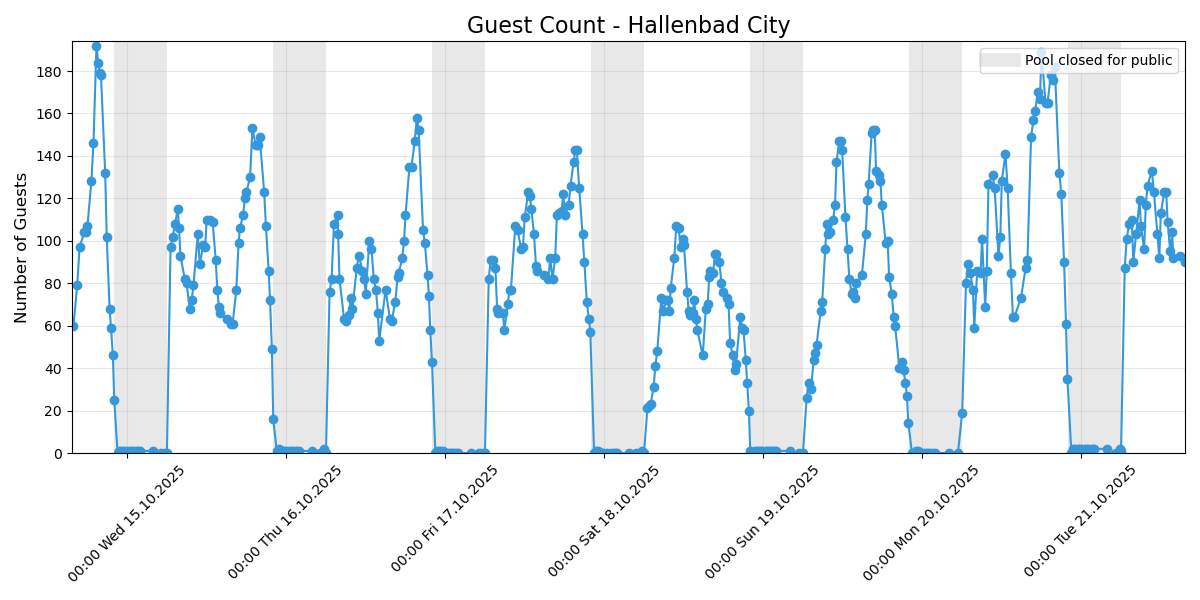 Guest Count - Hallenbad City
Pool closed for public
Number of Guests
180
160
140
120
100
80
60
40
20
0
00:00 Wed 15.10.2025
00:00 Thu 16.10.2025
00:00 Fri 17.10.2025
00:00 Sat 18.10.2025
00:00 Sun 19.10.2025
00:00 Mon 20.10.2025
00:00 Tue 21.10.2025